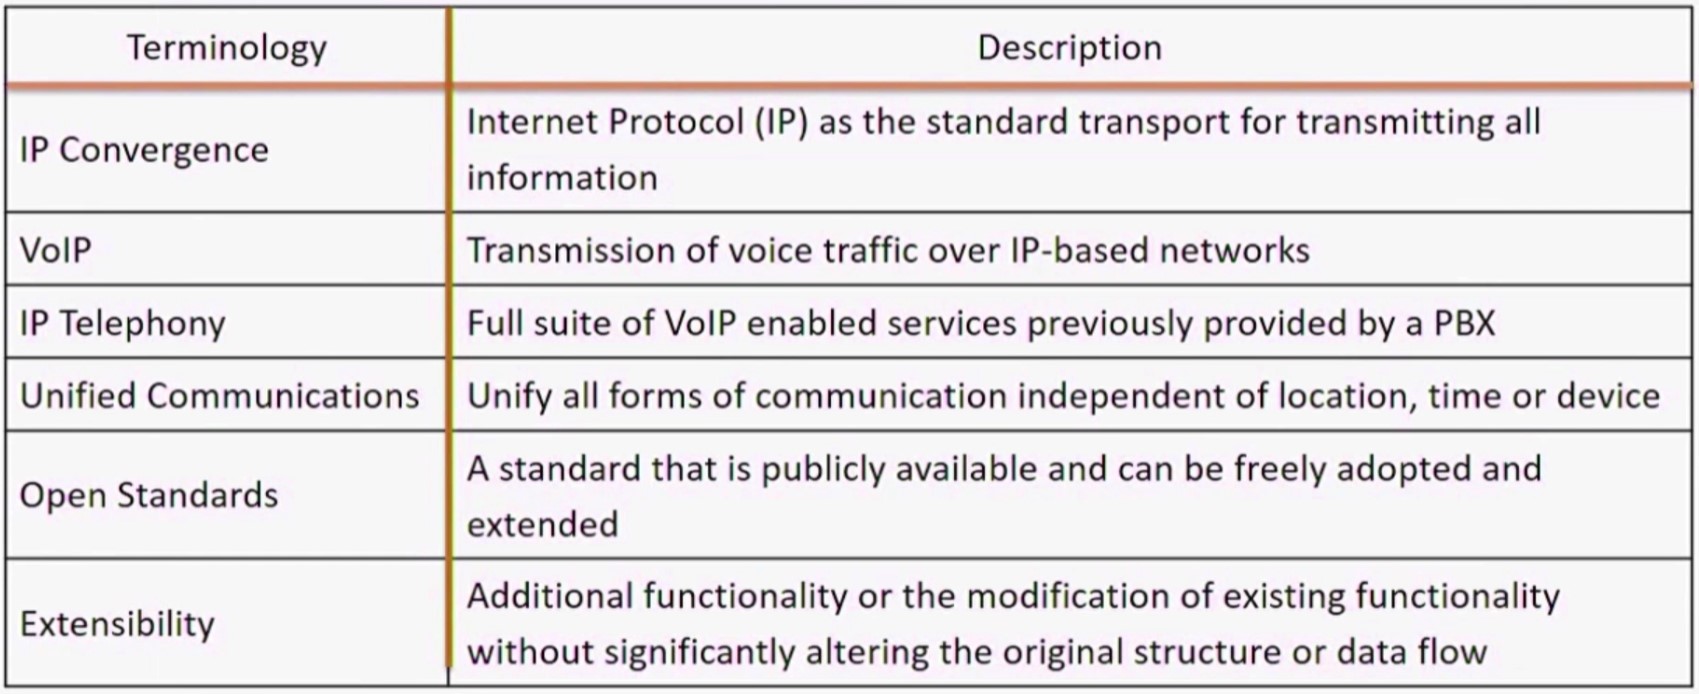 Terminology
Description
IP Convergence
Internet Protocol (IP) as the standard transport for transmitting all
information
VoIP
Transmission of voice traffic over IP-based networks
IP Telephony
Full suite of VoIP enabled services previously provided by a PBX
Unified Communications
Unify all forms of communication independent of location, time or device
Open Standards
A standard that is publicly available and can be freely adopted and
extended
Extensibility
Additional functionality or the modification of existing functionality
without significantly altering the original structure or data flow